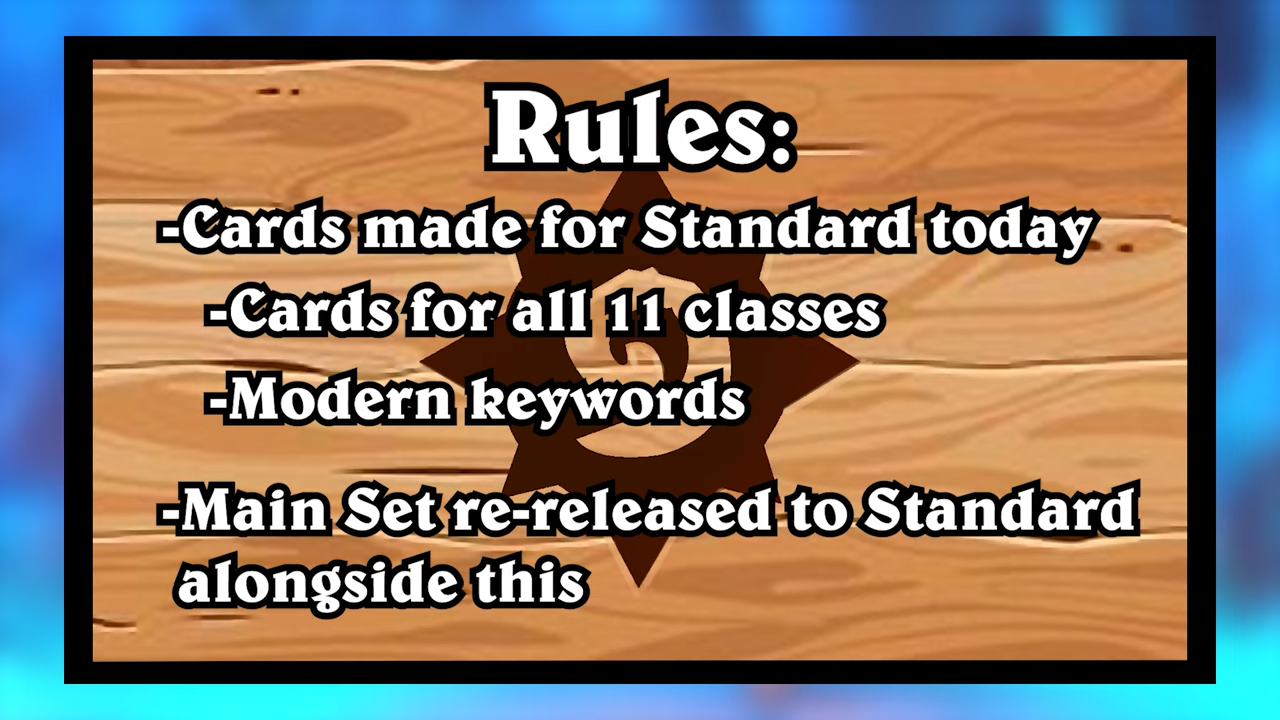 Rules:
-Cards made for Standard today
-Cards for all 11 classes
-Modern keywords
-Main Set re-released to Standard
alongside this